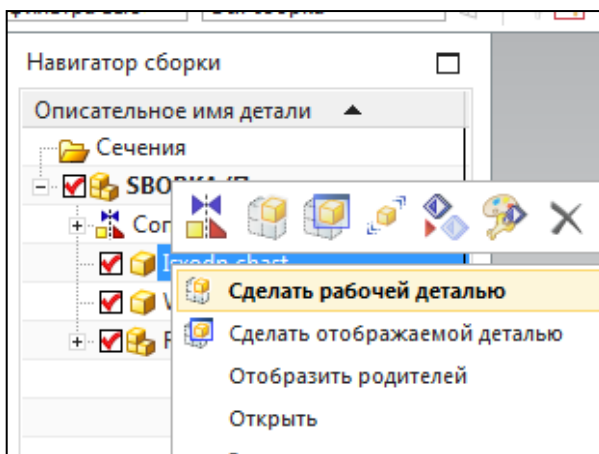 Навигатор сборки
Описательное имя детали
Сечения
SBORKA
Сделать рабочей деталью
Сделать отображаемой деталью
Отобразить родителей
Открыть